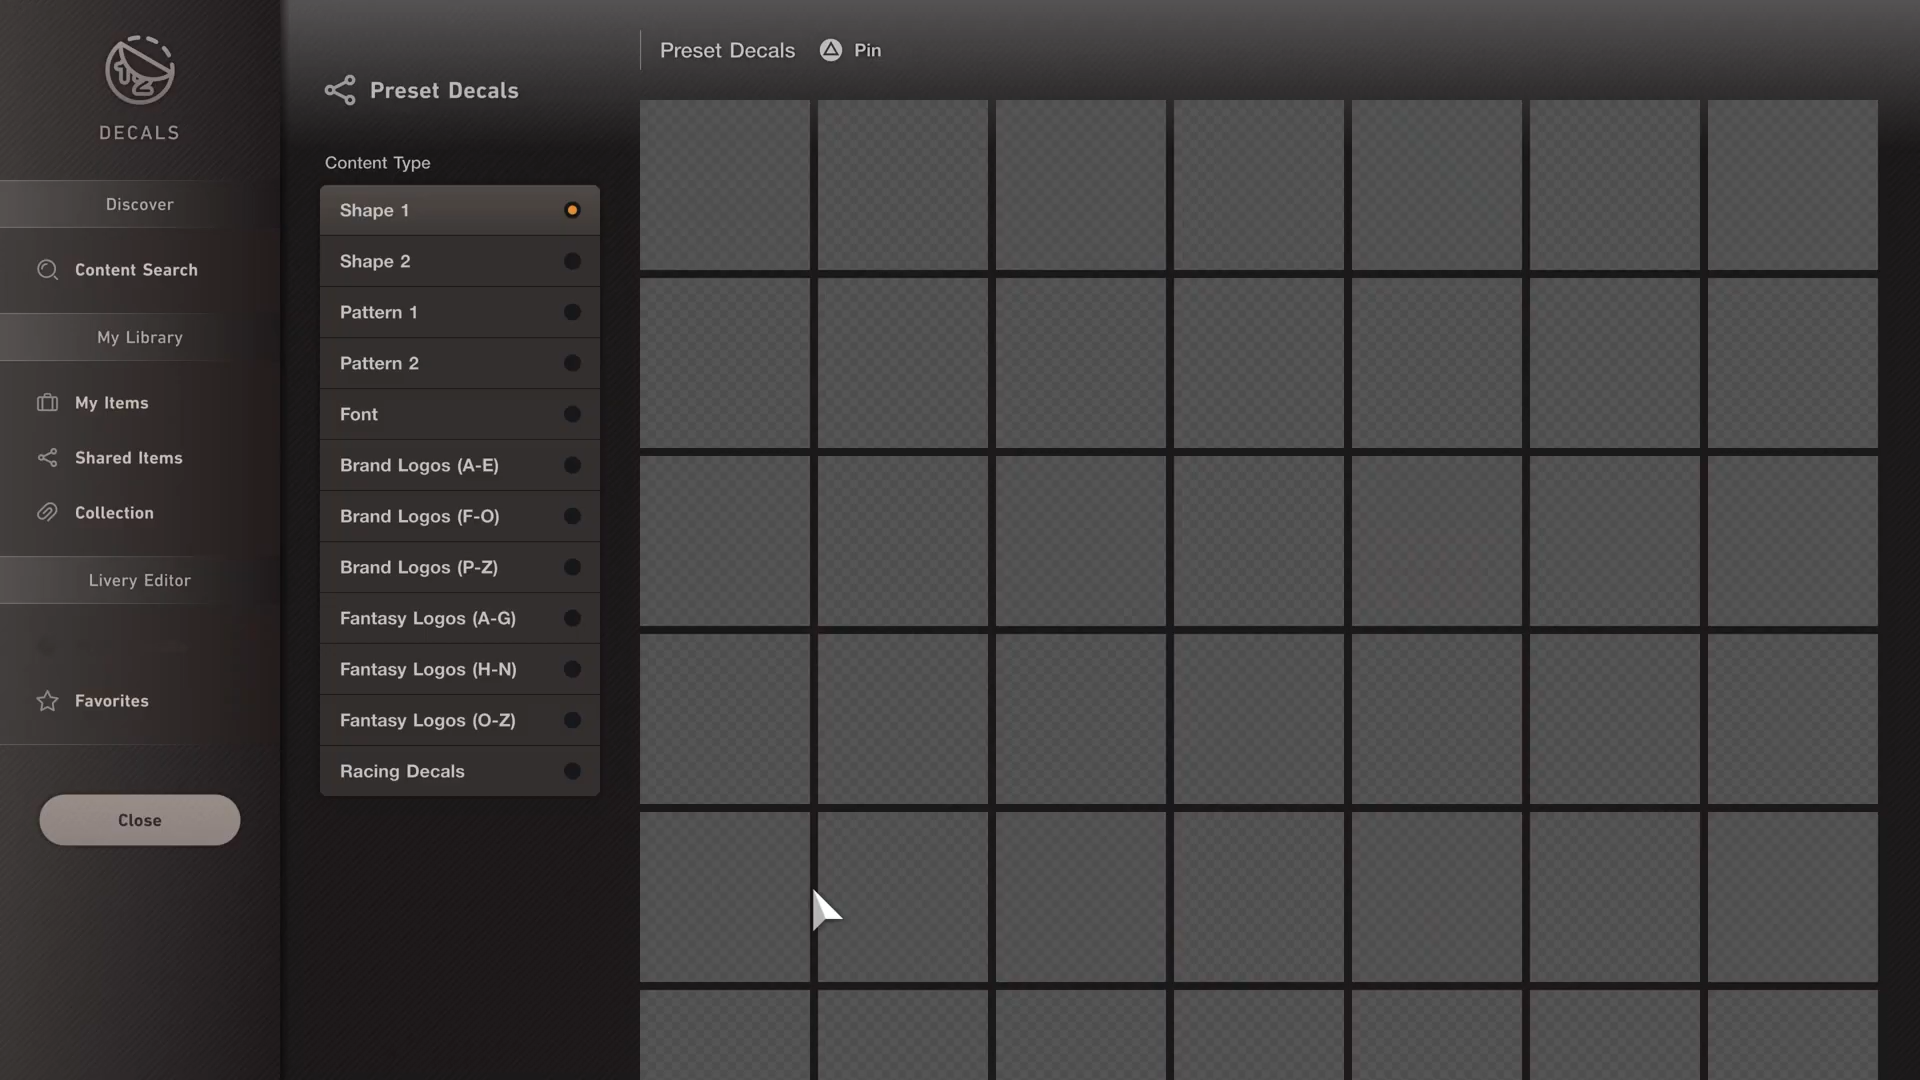 DECALS
Discover
Content Search
My Library
My Items
Shared Items
Collection
Livery Editor
Favorites
Close
Preset Decals
Content Type
Shape 1
Shape 2
Pattern 1
Pattern 2
Font
Brand Logos (A-E)
Brand Logos (F-O)
Brand Logos (P-Z)
Fantasy Logos (A-G)
Fantasy Logos (H-N)
Fantasy Logos (O-Z)
Racing Decals
Preset Decals Pin